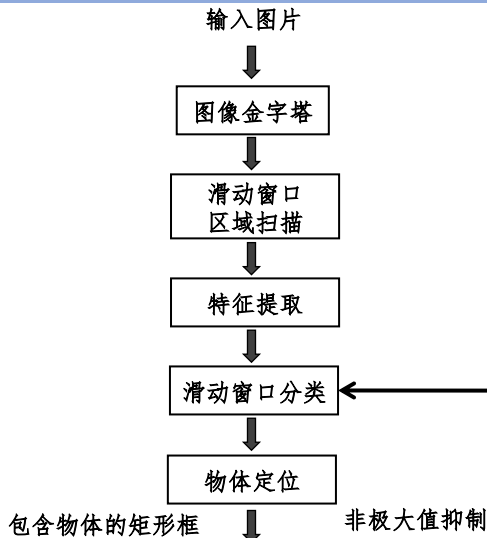 输入图片
图像金字塔
滑动窗口
区域扫描
特征提取
滑动窗口分类
物体定位
包含物体的矩形框
非极大值抑制